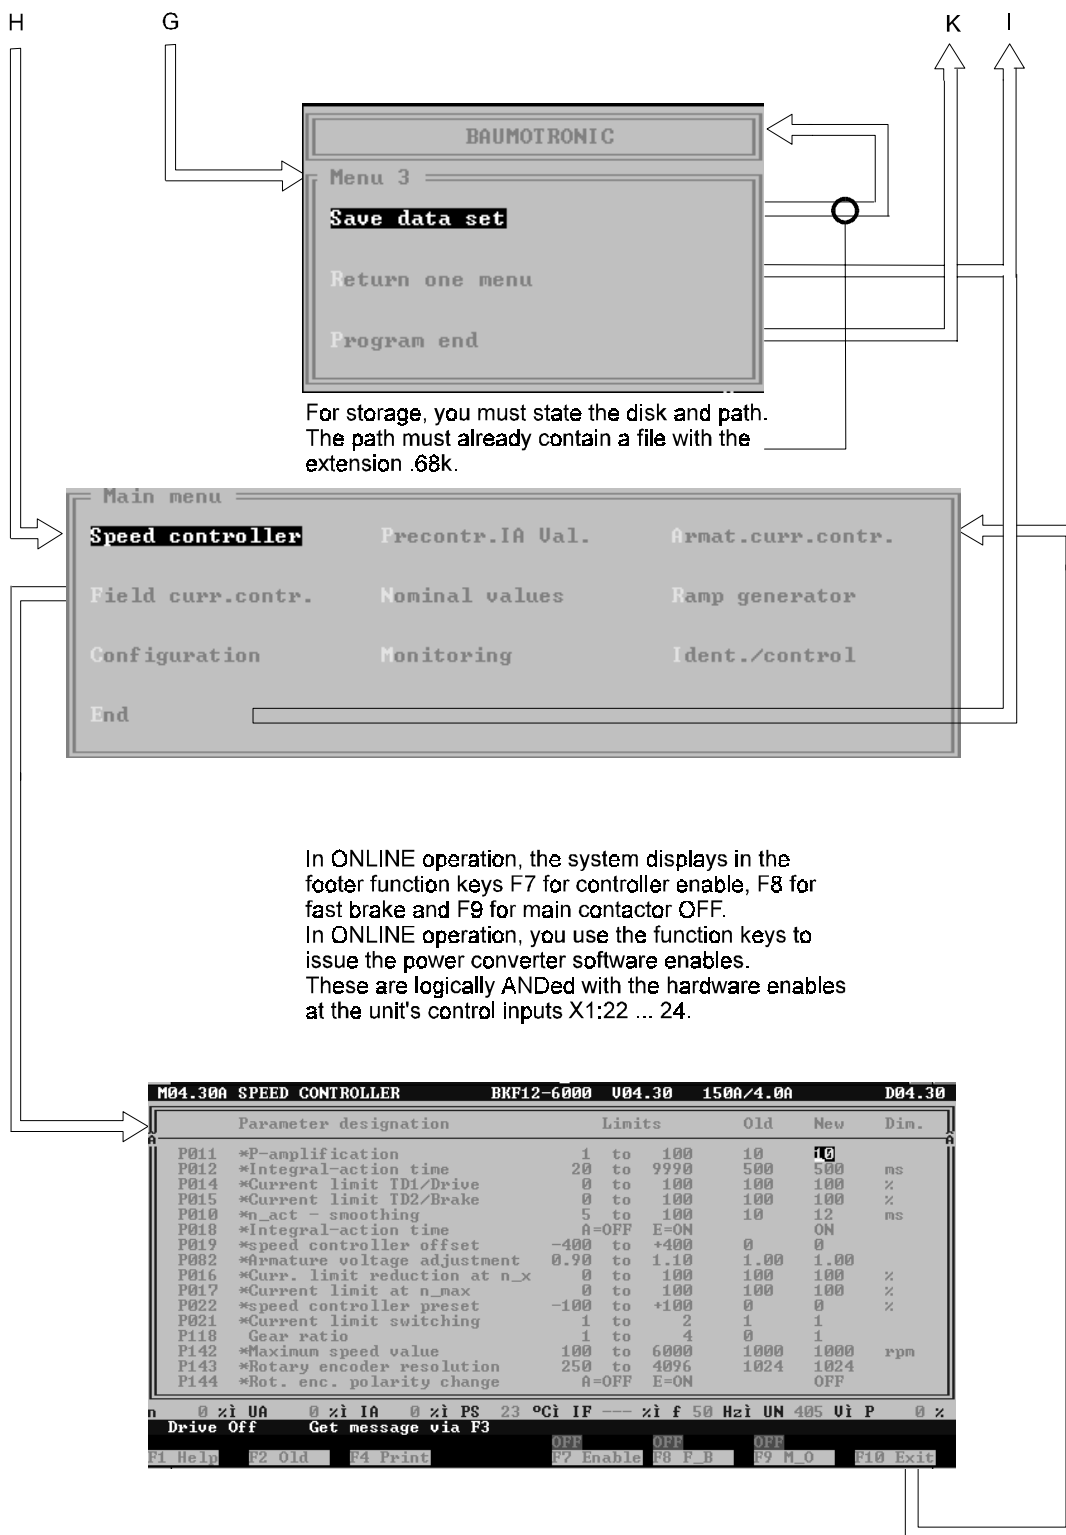 H G K I
BAUMOTRONIC
Menu 3
Save data set
Return one menu
Program end
For storage, you must state the disk and path.
The path must already contain a file with the
extension .68k.
Main menu
Speed controller Precontr.IA Val. Armat.curr.contr.
Field curr.contr. Nominal values Ramp generator
Configuration Monitoring Ident./control
End
In ONLINE operation, the system displays in the
footer function keys F7 for controller enable, F8 for
fast brake and F9 for main contactor OFF.
In ONLINE operation, you use the function keys to
issue the power converter software enables.
These are logically ANDed with the hardware enables
at the unit's control inputs X1:22 ... 24.
M04.30A SPEED CONTROLLER BKF12-6000 V04.30 150A/4.0A D04.30
Parameter designation Limits Old New Dim.
P011 *P-amplification 1 to 100 10 10
P012 *Integral-action time 20 to 9990 500 500 ms
P014 *Current limit TD1/Drive 0 to 100 100 100 %
P015 *Current limit TD2/Brake 0 to 100 100 100 %
P010 *n_act - smoothing 5 to 100 10 12 ms
P018 *Integral-action time A=OFF E=ON ON
P019 *speed controller offset -400 to +400 0 0
P082 *Armature voltage adjustment 0.90 to 1.10 1.00 1.00
P016 *Curr. limit reduction at n_x 0 to 100 100 100 %
P017 *Current limit at n_max 0 to 100 100 100 %
P022 *speed controller preset -100 to +100 0 0 %
P021 *Current limit switching 1 to 2 1 1
P118 Gear ratio 1 to 4 0 1
P142 *Maximum speed value 100 to 6000 1000 1000 rpm
P143 *Rotary encoder resolution 250 to 4096 1024 1024
P144 *Rot. enc. polarity change A=OFF E=ON OFF
n 0 %ì UA 0 %ì IA 0 %ì PS 23 ºCì IF --- %ì f 50 Hzì UN 405 Vì P 0 %
Drive Off Get message via F3
OFF OFF OFF
F1 Help F2 Old F4 Print F7 Enable F8 F_B F9 M_O F10 Exit